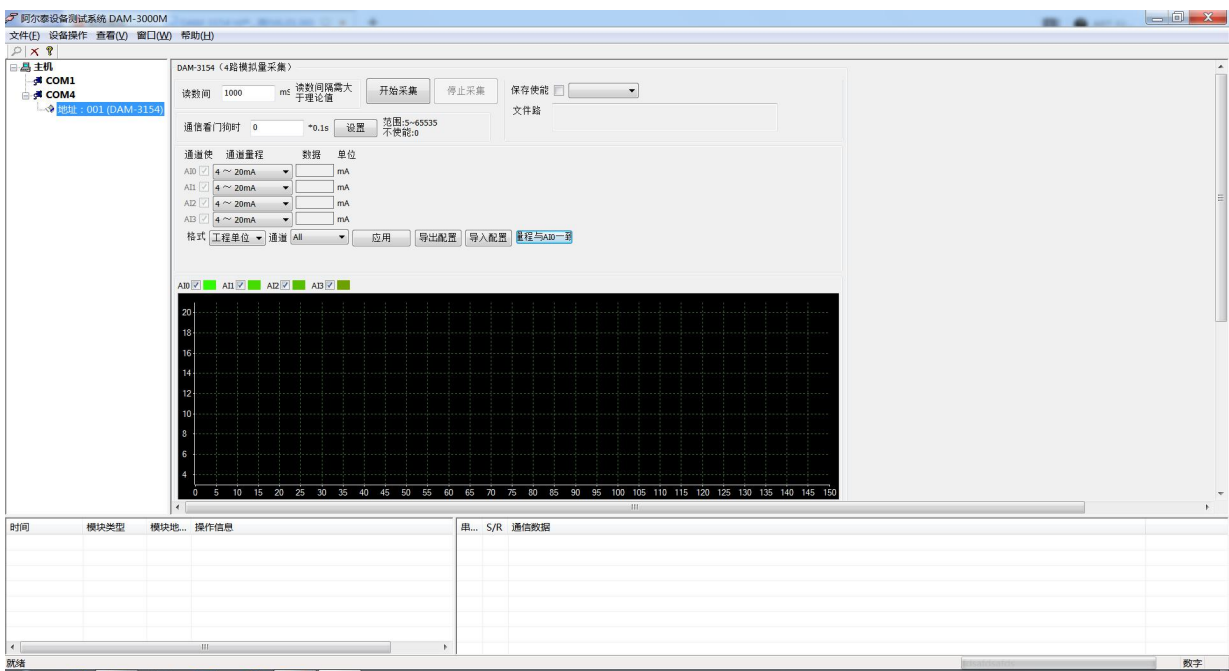 阿尔泰设备测试系统 DAM-3000M
文件(F) 设备操作 查看(V) 窗口(W) 帮助(H)
主机
COM1
COM4
地址:001 (DAM-3154)
DAM-3154(4路模拟量采集)
读数间 1000 ms 读数间隔需大于理论值 开始采集 停止采集 保存使能
文件路
通信看门狗时 0 *0.1s 设置 范围:5~65535 不使能:0
通道使 通道量程 数据 单位
AI0 4 ~ 20mA mA
AI1 4 ~ 20mA mA
AI2 4 ~ 20mA mA
AI3 4 ~ 20mA mA
格式 工程单位 通道 All 应用 导出配置 导入配置 量程与AI0一致
AI0 AI1 AI2 AI3
20
18
16
14
12
10
8
6
4
0 5 10 15 20 25 30 35 40 45 50 55 60 65 70 75 80 85 90 95 100 105 110 115 120 125 130 135 140 145 150
时间 模块类型 模块地... 操作信息 串... S/R 通信数据
就绪 数字